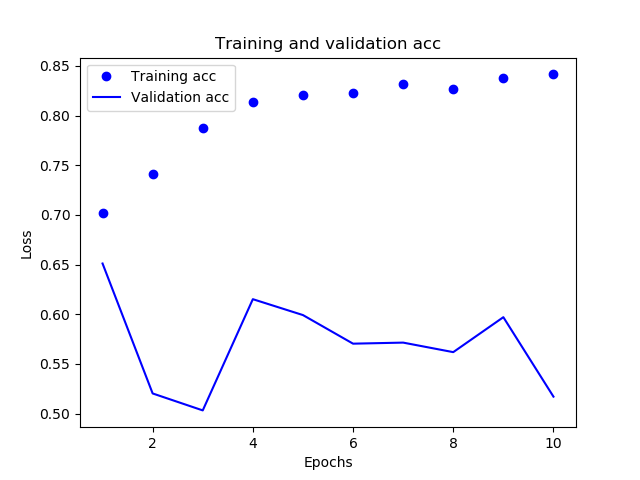 Training and validation acc
Training acc
Validation acc
0.85
0.80
0.75
0.70
0.65
0.60
0.55
0.50
Loss
2
4
6
8
10
Epochs